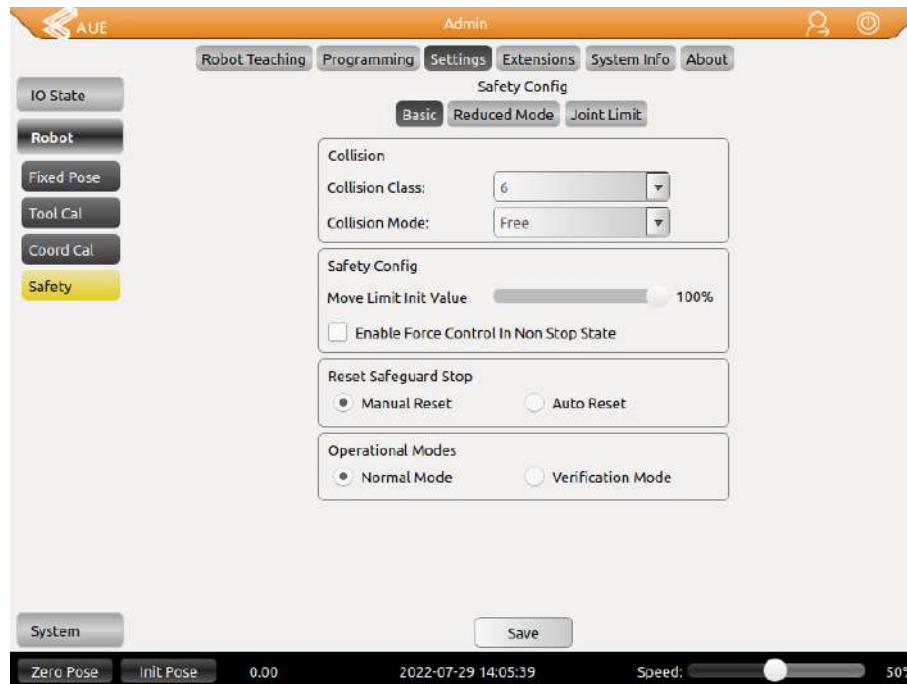 AUE
Admin
Robot Teaching Programming Settings Extensions System Info About
Safety Config
Basic Reduced Mode Joint Limit
IO State
Robot
Fixed Pose
Tool Cal
Coord Cal
Safety
Collision
Collision Class: 6
Collision Mode: Free
Safety Config
Move Limit Init Value 100%
Enable Force Control In Non Stop State
Reset Safeguard Stop
Manual Reset Auto Reset
Operational Modes
Normal Mode Verification Mode
System
Save
Zero Pose Init Pose 0.00 2022-07-29 14:05:39 Speed: